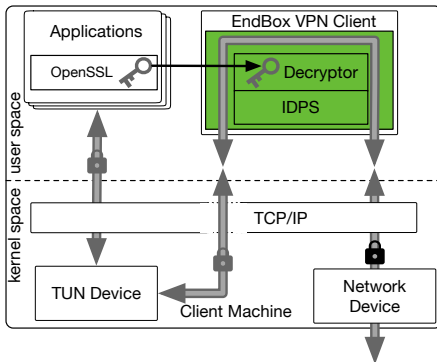 Applications
OpenSSL
EndBox VPN Client
Decryptor
IDPS
user space
kernel space
TCP/IP
TUN Device
Client Machine
Network
Device